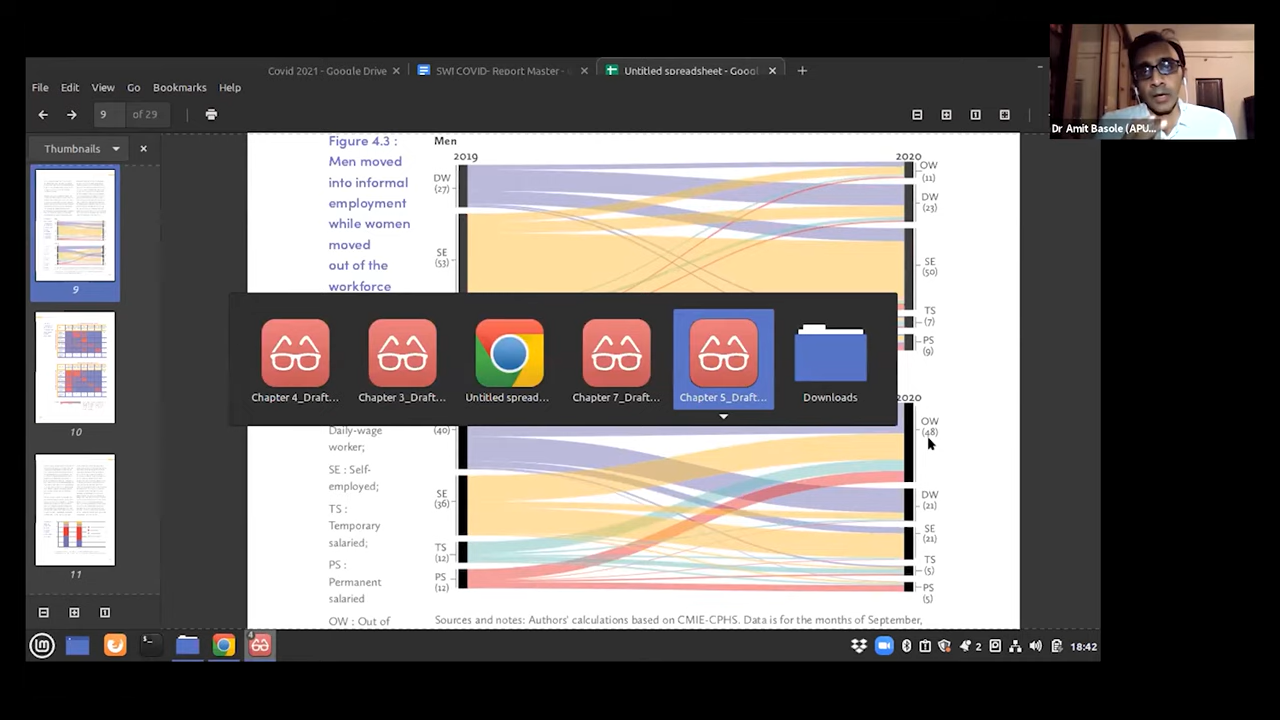 Covid 2021 - Google Drive
SWI COVID- Report Master -
Untitled spreadsheet - Goog
File Edit View Go Bookmarks Help
9 of 29
Thumbnails
9
10
11
Figure 4.3 :
Men moved
into informal
employment
while women
moved
out of the
workforce
Men
2019
2020
DW
(27)
SE
(53)
OW
(11)
DW
(23)
SE
(50)
TS
(7)
PS
(9)
Chapter 4_Draft...
Chapter 3_Draft...
Untitled spread...
Chapter 7_Draft...
Chapter 5_Draft...
Downloads
Daily-wage
worker;
SE : Self-
employed;
TS :
Temporary
salaried;
PS :
Permanent
salaried
OW : Out of
2020
(40)
SE
(36)
TS
(12)
PS
(12)
OW
(48)
DW
(21)
SE
(21)
TS
(5)
PS
(5)
Sources and notes: Authors' calculations based on CMIE-CPHS. Data is for the months of September,
4
2
18:42
Dr Amit Basole (APU...